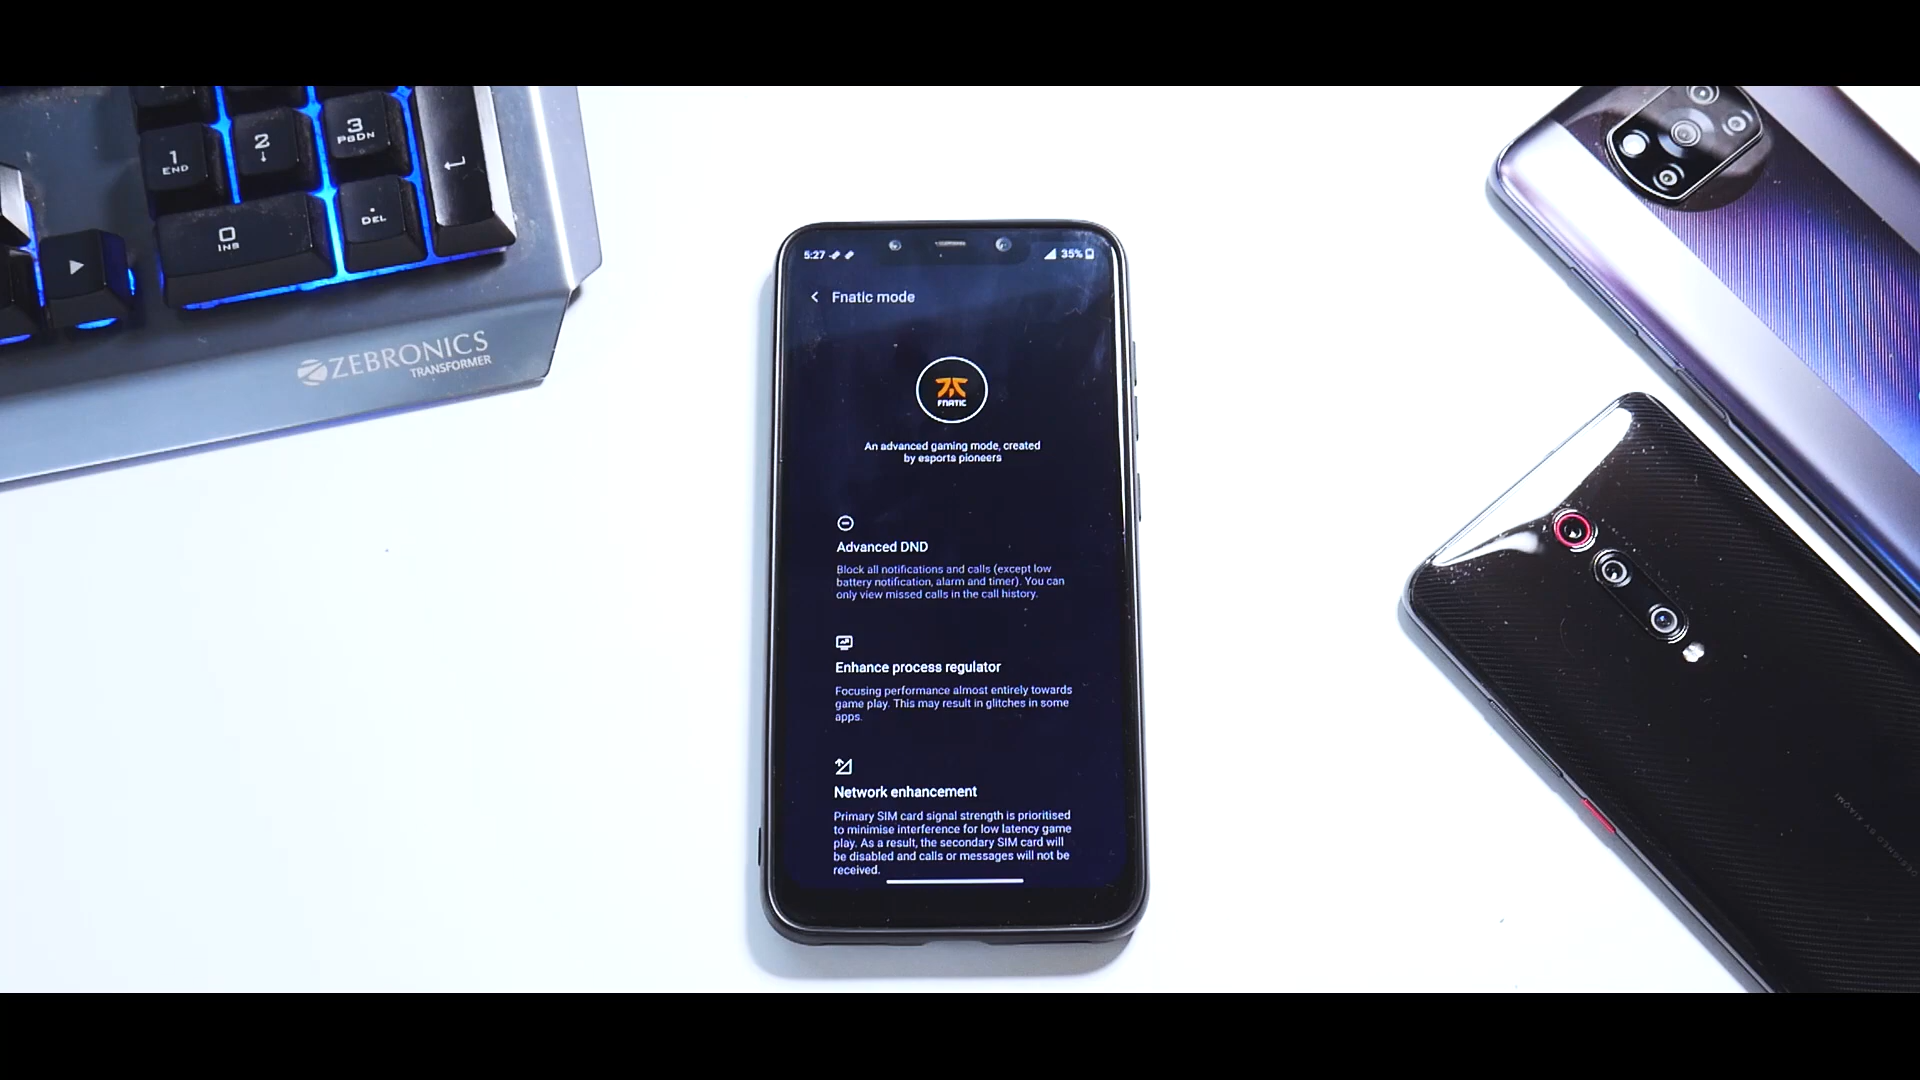 1
END
2
↓
3
PGDN
0
INS
.
DEL
ZEBRONICS
TRANSFORMER
5:27
35%
Fnatic mode
FNATIC
An advanced gaming mode, created
by esports pioneers
Advanced DND
Block all notifications and calls (except low
battery notification, alarm and timer). You can
only view missed calls in the call history.
Enhance process regulator
Focusing performance almost entirely towards
game play. This may result in glitches in some
apps.
Network enhancement
Primary SIM card signal strength is prioritised
to minimise interference for low latency game
play. As a result, the secondary SIM card will
be disabled and calls or messages will not be
received.
DESIGNED BY XIAOMI